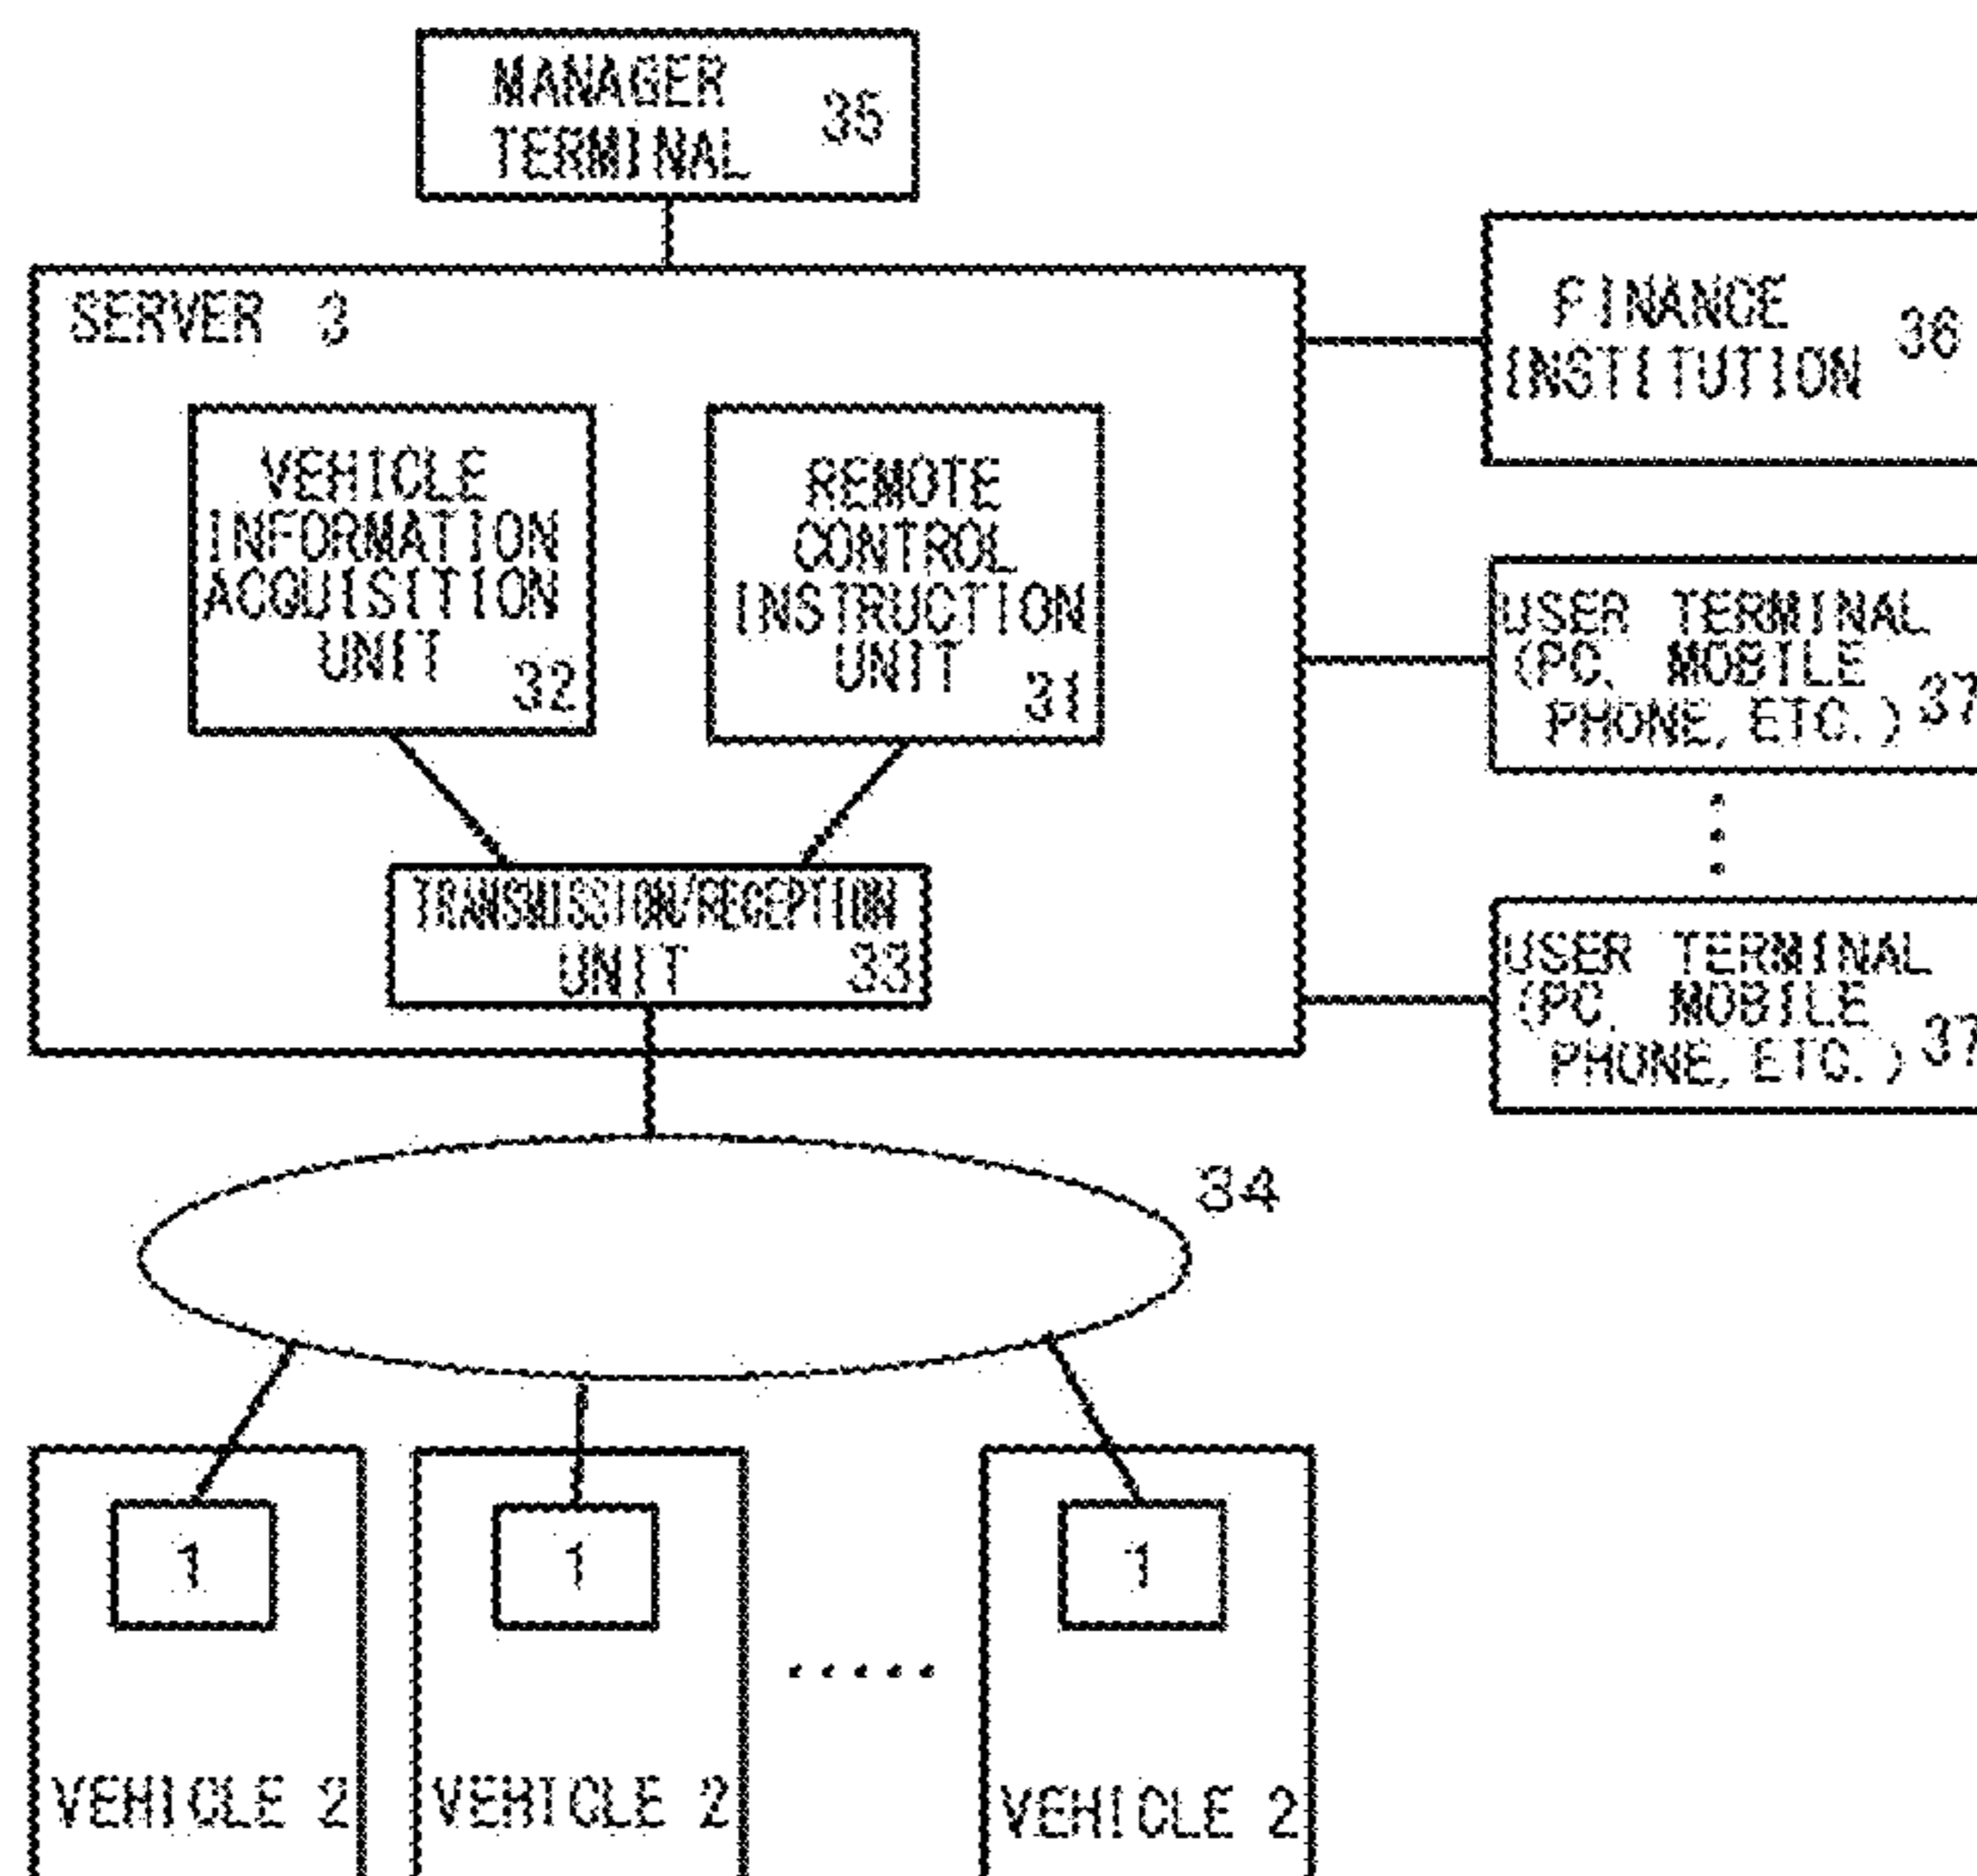 MANAGER
TERMINAL 35
SERVER 3
FINANCE
INSTITUTION 36
VEHICLE
INFORMATION
ACQUISITION
UNIT 32
REMOTE
CONTROL
INSTRUCTION
UNIT 31
USER TERMINAL
(PC, MOBILE
PHONE, ETC.) 37
TRANSMISSION/RECEPTION
UNIT 33
USER TERMINAL
(PC, MOBILE
PHONE, ETC.) 37
34
1
1
1
VEHICLE 2
VEHICLE 2
VEHICLE 2